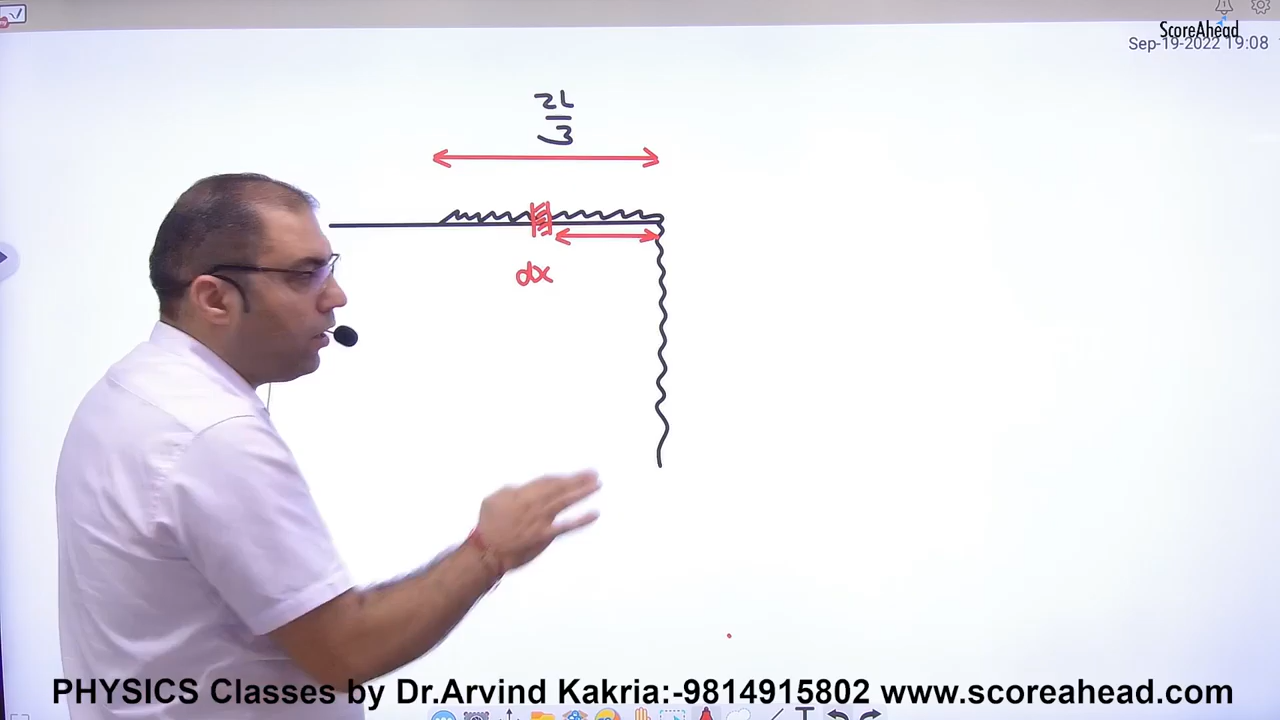 ScoreAhead
Sep-19-2022 19:08
2L
3
dx
PHYSICS Classes by Dr.Arvind Kakria:-9814915802 www.scoreahead.com